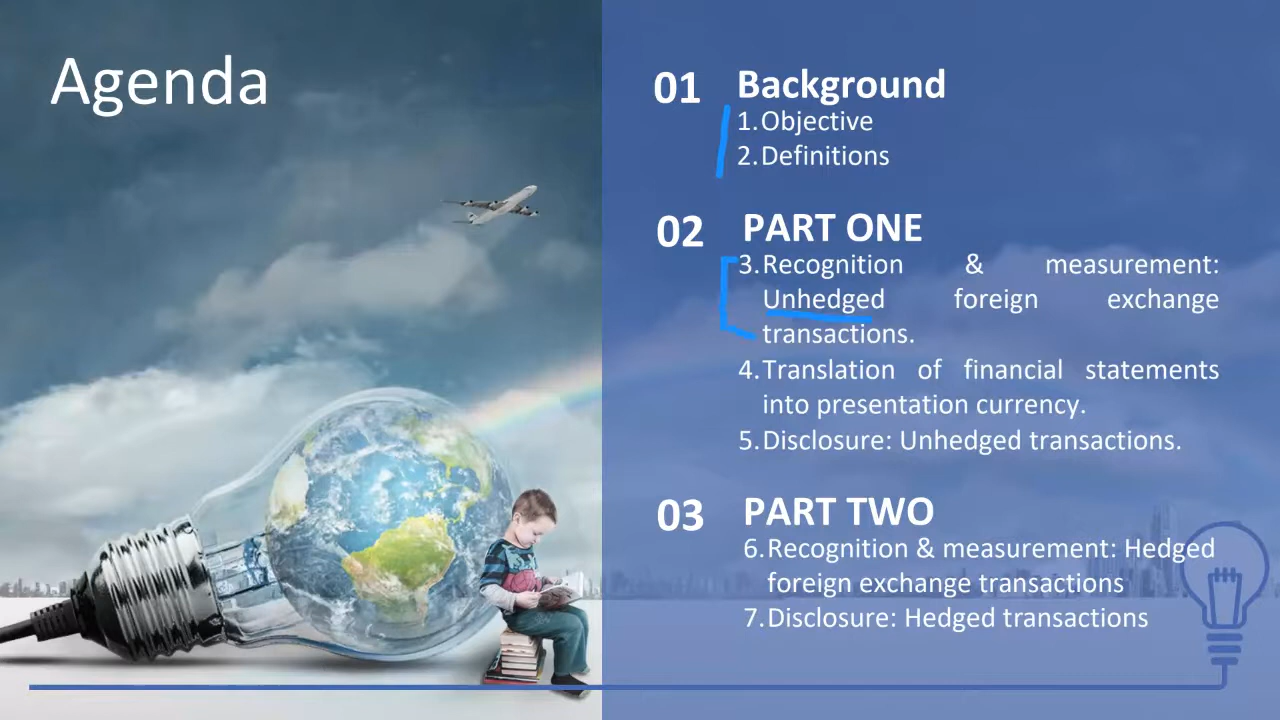 Agenda
01 Background
1.Objective
2.Definitions
02 PART ONE
3.Recognition & measurement:
Unhedged foreign exchange
transactions.
4.Translation of financial statements
into presentation currency.
5.Disclosure: Unhedged transactions.
03 PART TWO
6.Recognition & measurement: Hedged
foreign exchange transactions
7.Disclosure: Hedged transactions